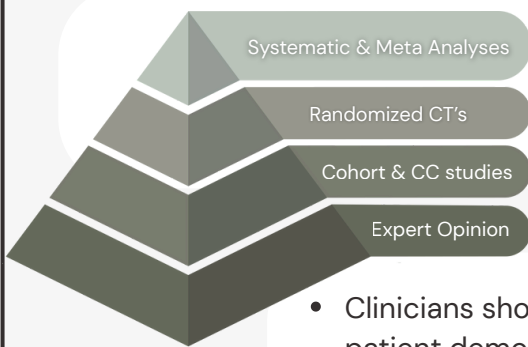 Systematic & Meta Analyses
Randomized CT's
Cohort & CC studies
Expert Opinion
• Clinicians sho
patient demo